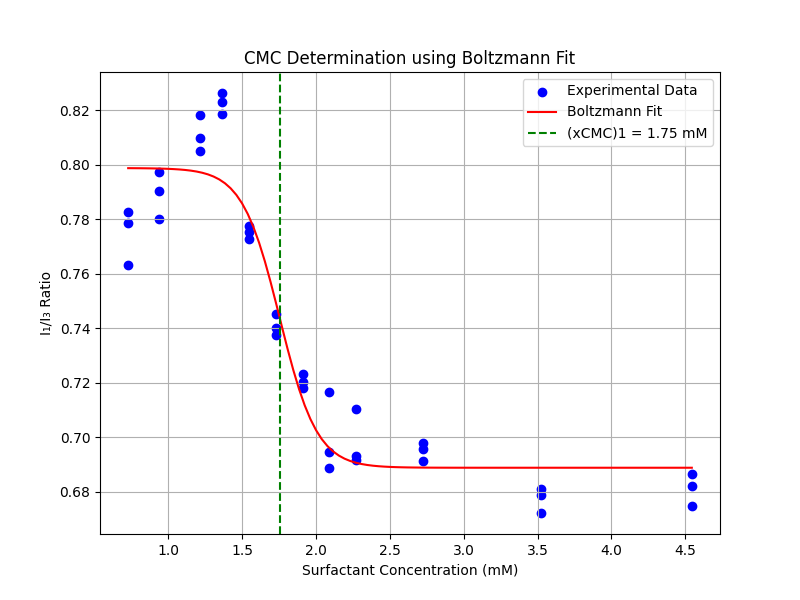 CMC Determination using Boltzmann Fit
Experimental Data
Boltzmann Fit
(xCMC)1 = 1.75 mM
I₁/I₃ Ratio
0.82
0.80
0.78
0.76
0.74
0.72
0.70
0.68
1.0 1.5 2.0 2.5 3.0 3.5 4.0 4.5
Surfactant Concentration (mM)